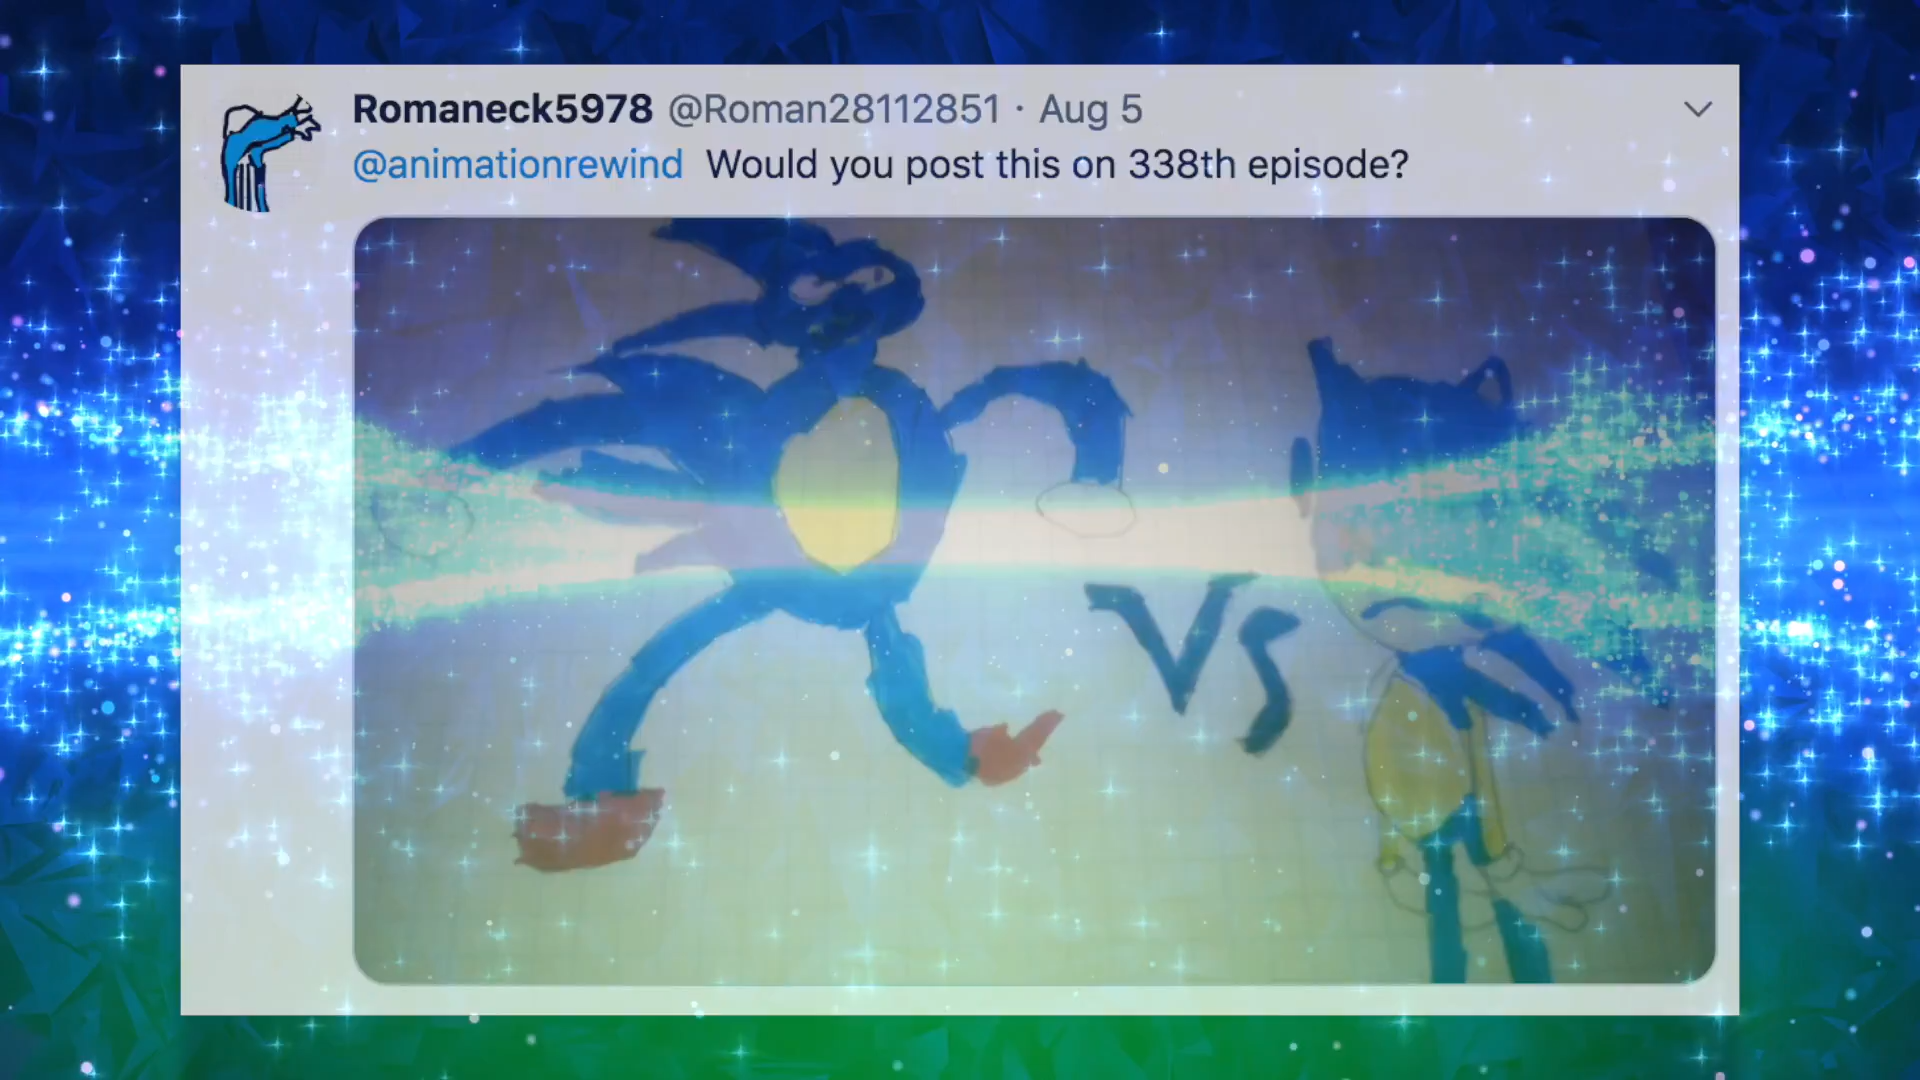 Romaneck5978 @Roman28112851 · Aug 5
@animationrewind Would you post this on 338th episode?
VS